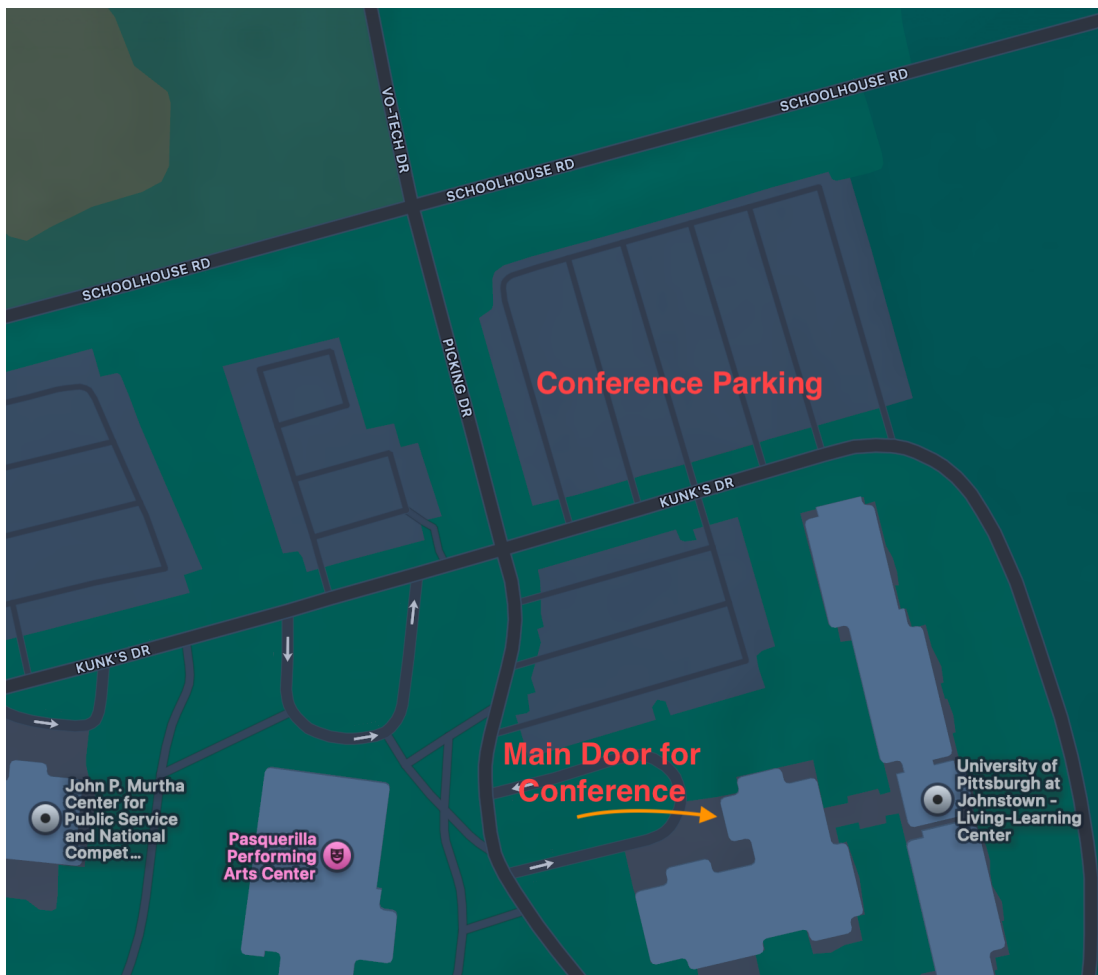 VO-TECH DR
SCHOOLHOUSE RD
SCHOOLHOUSE RD
SCHOOLHOUSE RD
PICKING DR
Conference Parking
KUNK'S DR
KUNK'S DR
Main Door for
Conference
John P. Murtha
Center for
Public Service
and National
Compet...
Pasquerilla
Performing
Arts Center
University of
Pittsburgh at
Johnstown -
Living-Learning
Center